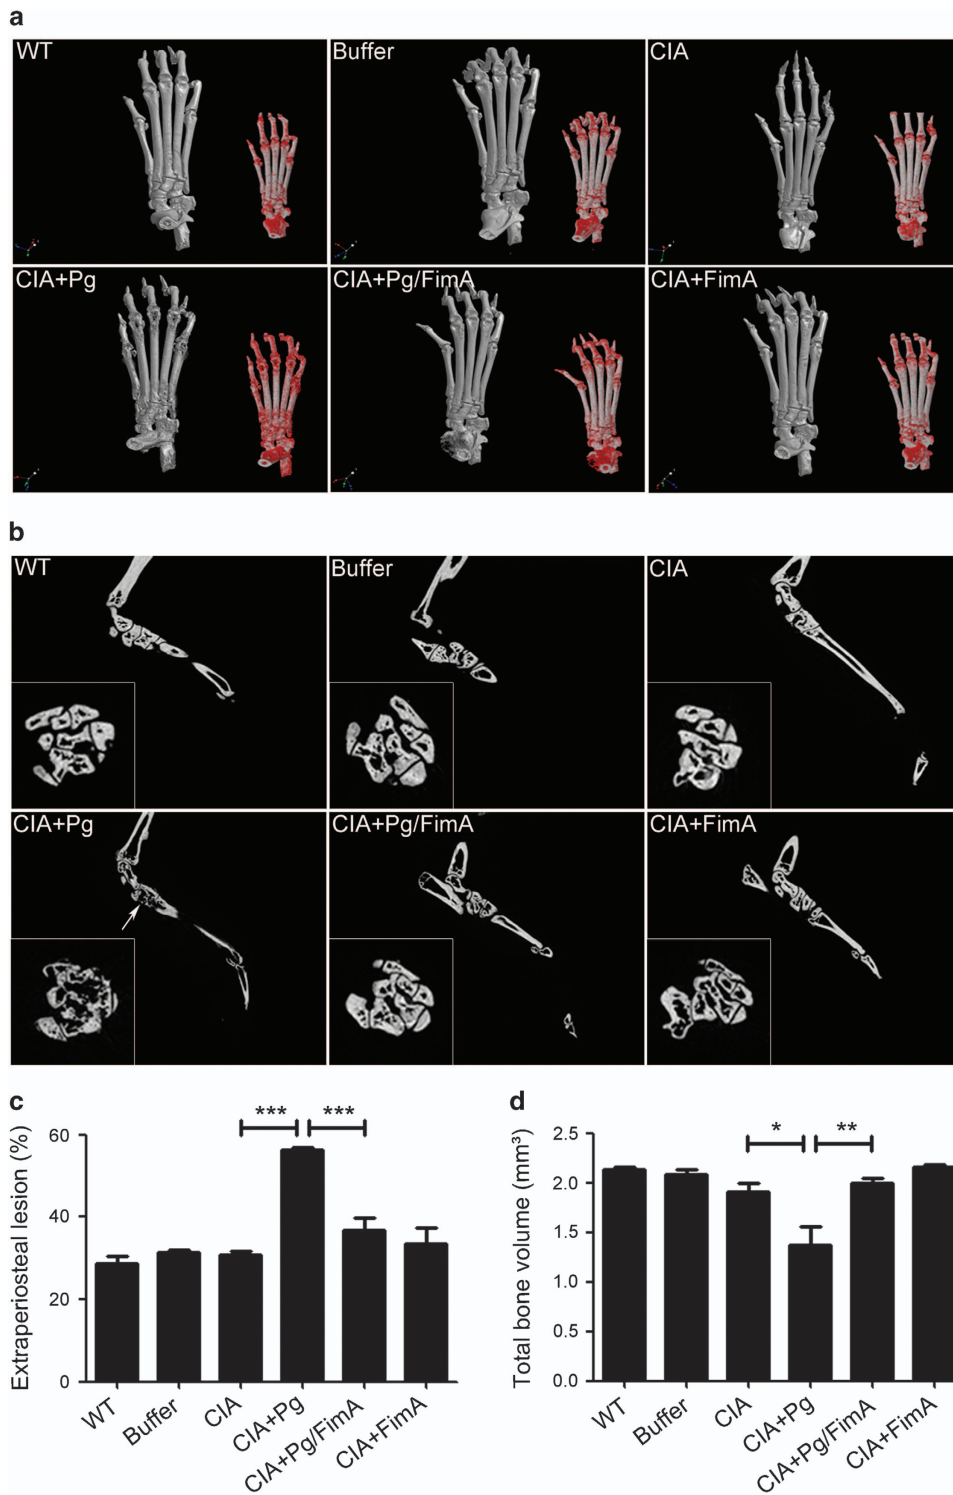 a
WT
Buffer
CIA
CIA+Pg
CIA+Pg/FimA
CIA+FimA
b
WT
Buffer
CIA
CIA+Pg
CIA+Pg/FimA
CIA+FimA
c
Extraperiosteal lesion (%)
60
40
20
0
***
***
WT
Buffer
CIA
CIA+Pg
CIA+Pg/FimA
CIA+FimA
d
Total bone volume (mm³)
2.5
2.0
1.5
1.0
0.5
0.0
*
**
WT
Buffer
CIA
CIA+Pg
CIA+Pg/FimA
CIA+FimA